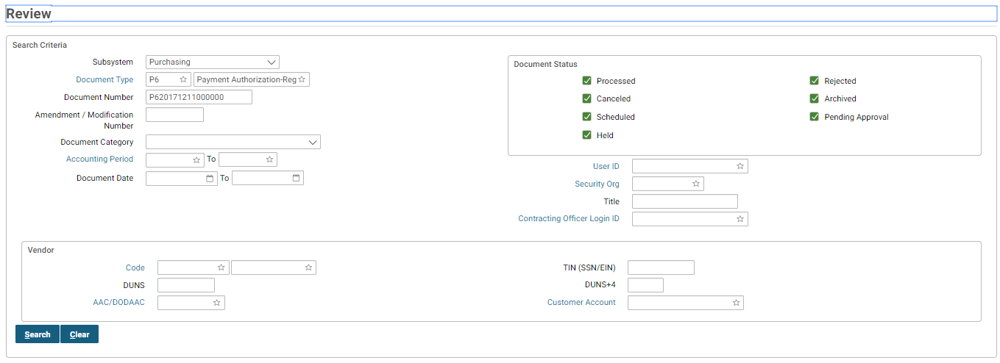 Review
Search Criteria
Subsystem Purchasing
Document Type P6 Payment Authorization-Reg
Document Number P620171211000000
Amendment / Modification
Number
Document Category
Accounting Period To
Document Date To
Document Status
Processed Rejected
Canceled Archived
Scheduled Pending Approval
Held
User ID
Security Org
Title
Contracting Officer Login ID
Vendor
Code TIN (SSN/EIN)
DUNS DUNS+4
AAC/DODAAC Customer Account
Search Clear